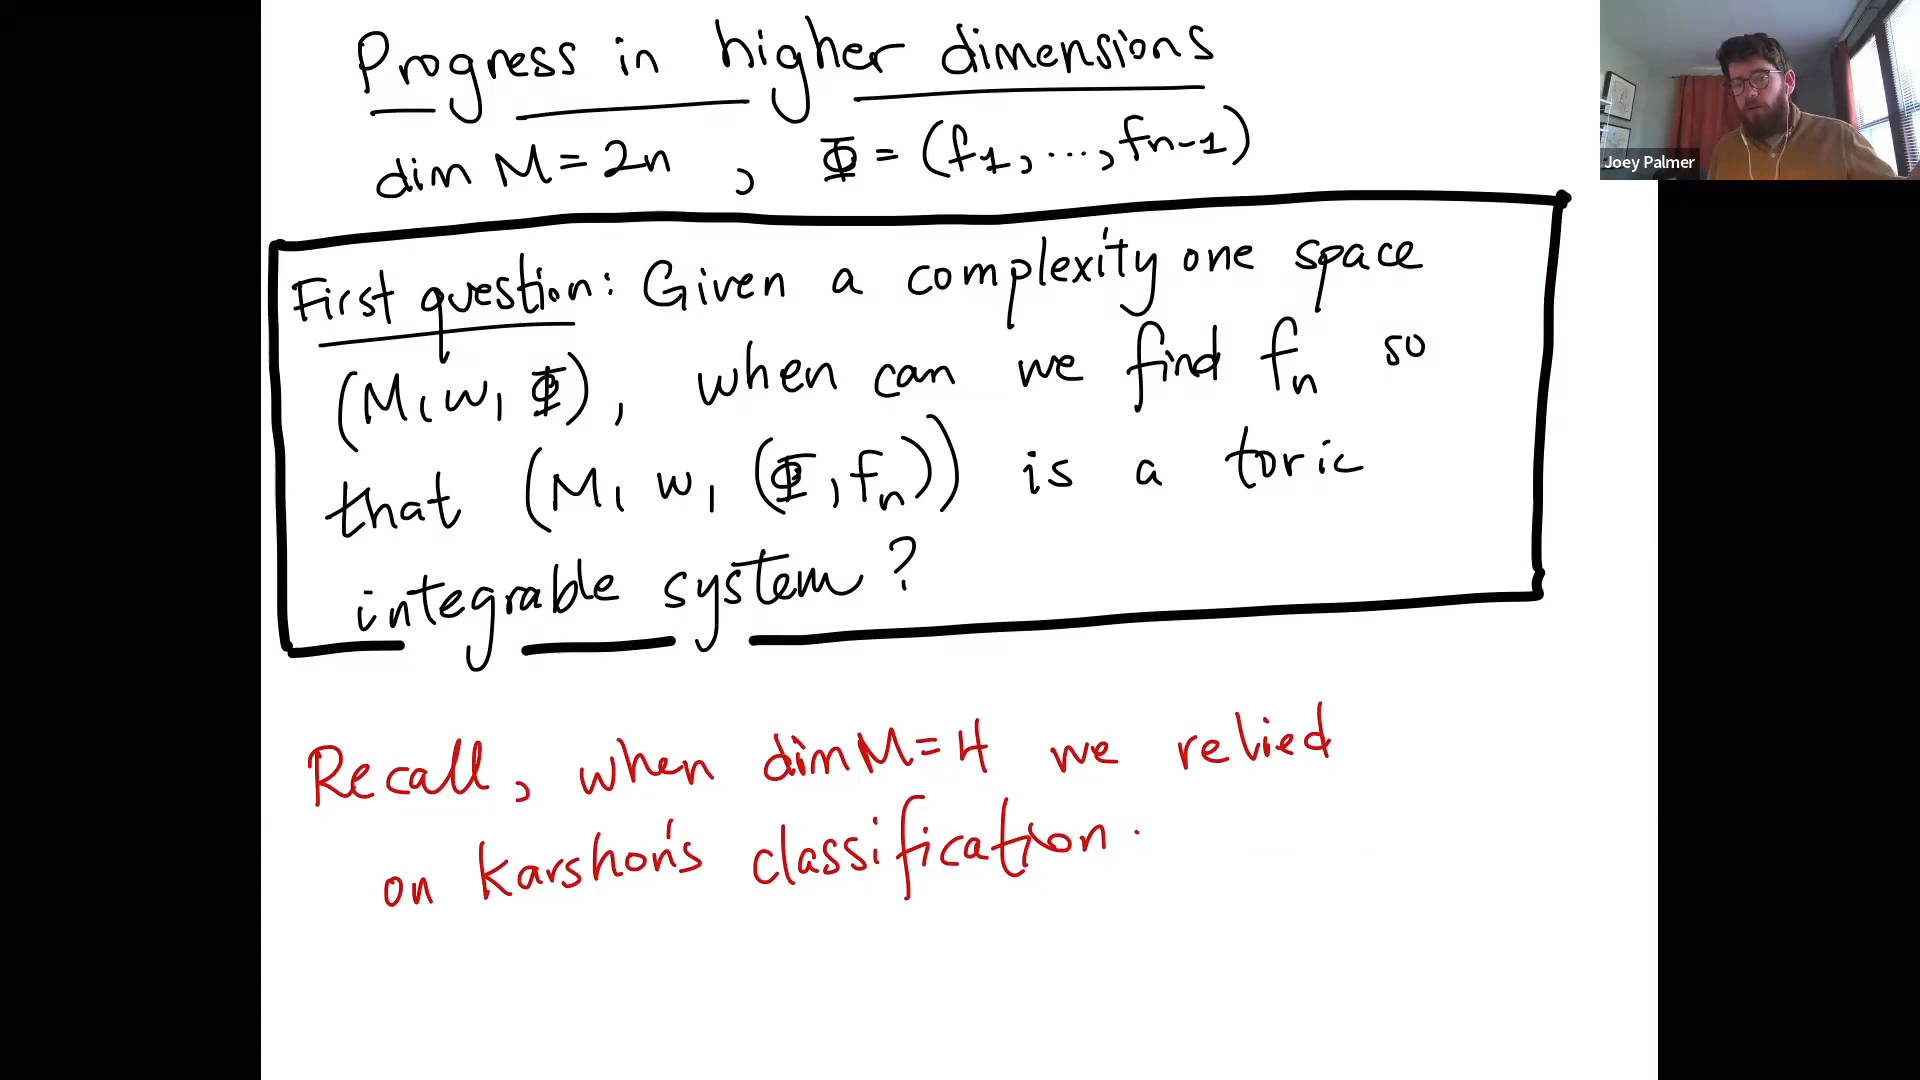 Progress in higher dimensions
dim M = 2n , Φ = (f1, ..., fn-1)
First question: Given a complexity one space
(M, ω, Φ), when can we find fn so
that (M, ω, (Φ, fn)) is a toric
integrable system?
Recall, when dim M = 4 we relied
on Karshon's classification.
Joey Palmer